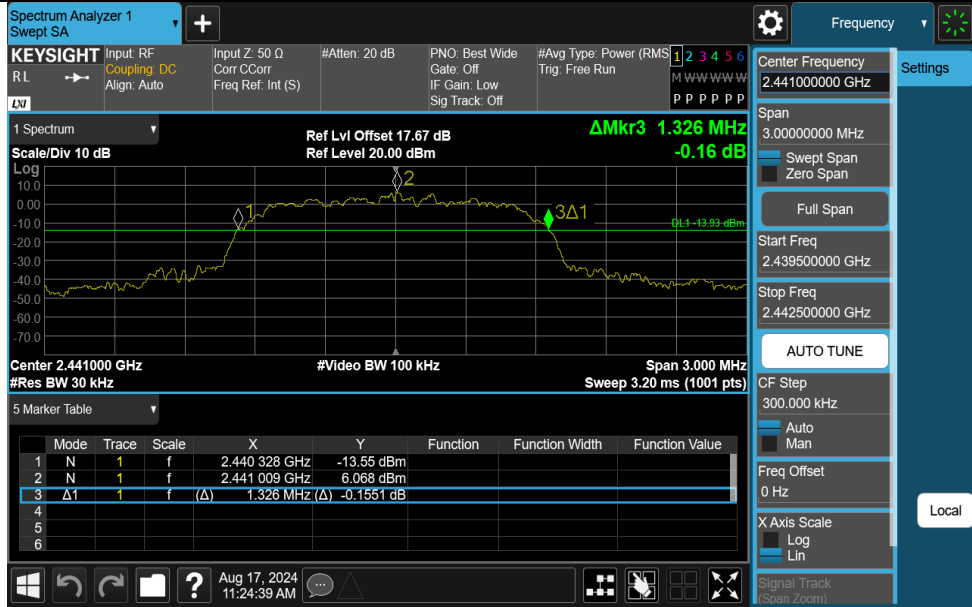 Spectrum Analyzer 1
Swept SA
Frequency
KEYSIGHT
R L
LXI
Input: RF
Coupling: DC
Align: Auto
Input Z: 50 Ω
Corr CCorr
Freq Ref: Int (S)
#Atten: 20 dB
PNO: Best Wide
Gate: Off
IF Gain: Low
Sig Track: Off
#Avg Type: Power (RMS
Trig: Free Run
1 2 3 4 5 6
M W W W W W
P P P P P P
1 Spectrum
Scale/Div 10 dB
Ref Lvl Offset 17.67 dB
Ref Level 20.00 dBm
ΔMkr3 1.326 MHz
-0.16 dB
Log
10.0
0.00
-10.0
-20.0
-30.0
-40.0
-50.0
-60.0
-70.0
1
2
3Δ1
DL1 -13.93 dBm
Center 2.441000 GHz
#Video BW 100 kHz
Span 3.000 MHz
#Res BW 30 kHz
Sweep 3.20 ms (1001 pts)
5 Marker Table
Mode Trace Scale X Y Function Function Width Function Value
1 N 1 f 2.440 328 GHz -13.55 dBm
2 N 1 f 2.441 009 GHz 6.068 dBm
3 Δ1 1 f (Δ) 1.326 MHz (Δ) -0.1551 dB
4
5
6
Aug 17, 2024
11:24:39 AM
?
Center Frequency
2.441000000 GHz
Settings
Span
3.00000000 MHz
Swept Span
Zero Span
Full Span
Start Freq
2.439500000 GHz
Stop Freq
2.442500000 GHz
AUTO TUNE
CF Step
300.000 kHz
Auto
Man
Freq Offset
0 Hz
Local
X Axis Scale
Log
Lin
Signal Track
(Span Zoom)